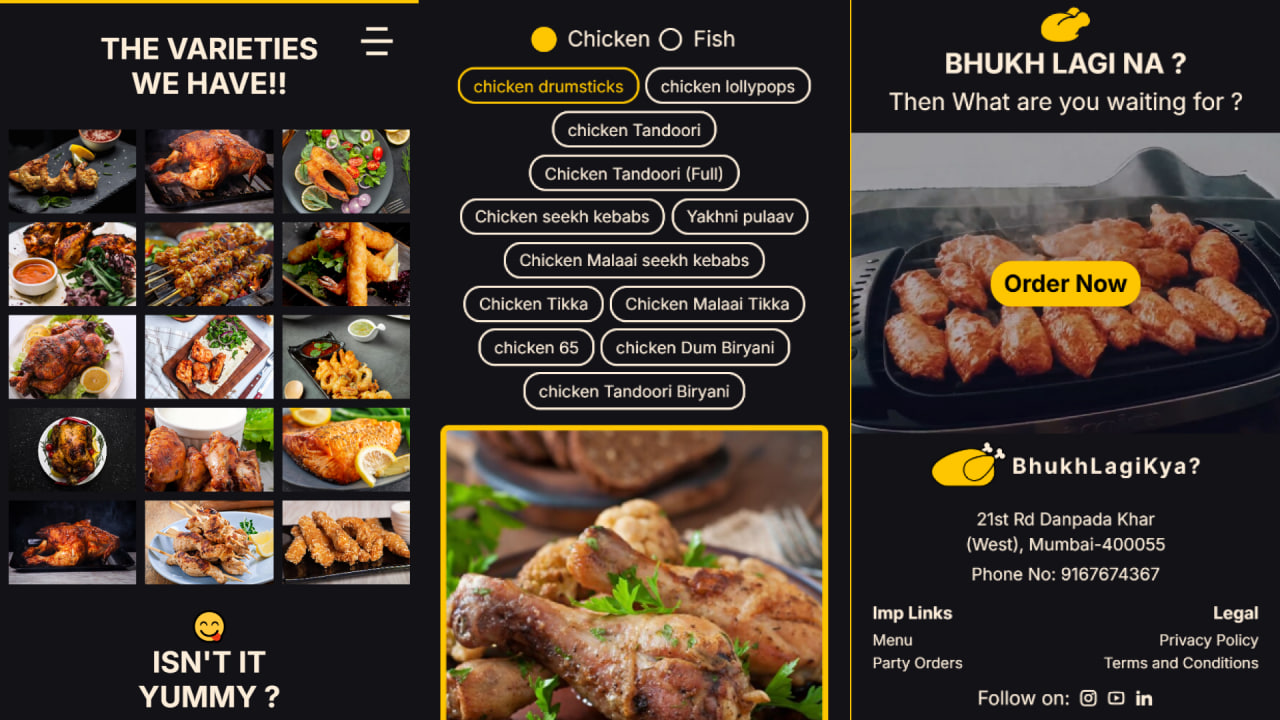 THE VARIETIES
WE HAVE!!
ISN'T IT
YUMMY ?
Chicken Fish
chicken drumsticks chicken lollypops
chicken Tandoori
Chicken Tandoori (Full)
Chicken seekh kebabs Yakhni pulaav
Chicken Malaai seekh kebabs
Chicken Tikka Chicken Malaai Tikka
chicken 65 chicken Dum Biryani
chicken Tandoori Biryani
BHUKH LAGI NA ?
Then What are you waiting for ?
Order Now
BhukhLagiKya?
21st Rd Danpada Khar
(West), Mumbai-400055
Phone No: 9167674367
Imp Links Legal
Menu Privacy Policy
Party Orders Terms and Conditions
Follow on: